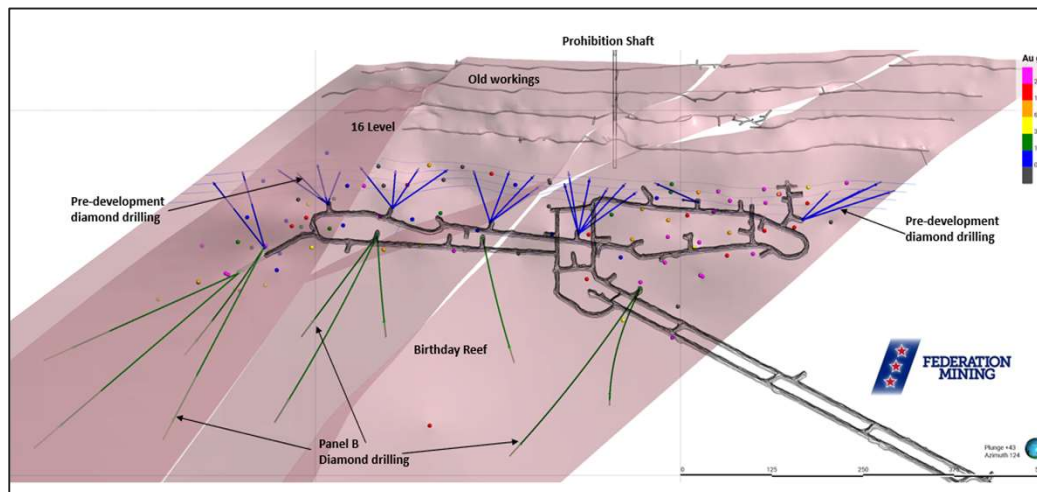 Prohibition Shaft
Old workings
16 Level
Pre-development
diamond drilling
Pre-development
diamond drilling
Birthday Reef
FEDERATION
MINING
Panel B
Diamond drilling
Plunge +43
Azimuth 124
0
125
250
375